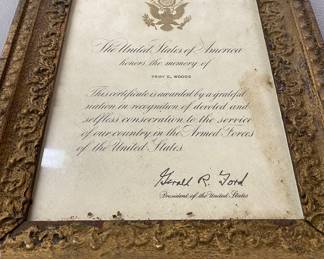 The United States of America
honors the memory of
TROY C. WOODS
This certificate is awarded by a grateful
nation in recognition of devoted and
selfless consecration to the service
of our country in the Armed Forces
of the United States.
Gerald R. Ford
President of the United States